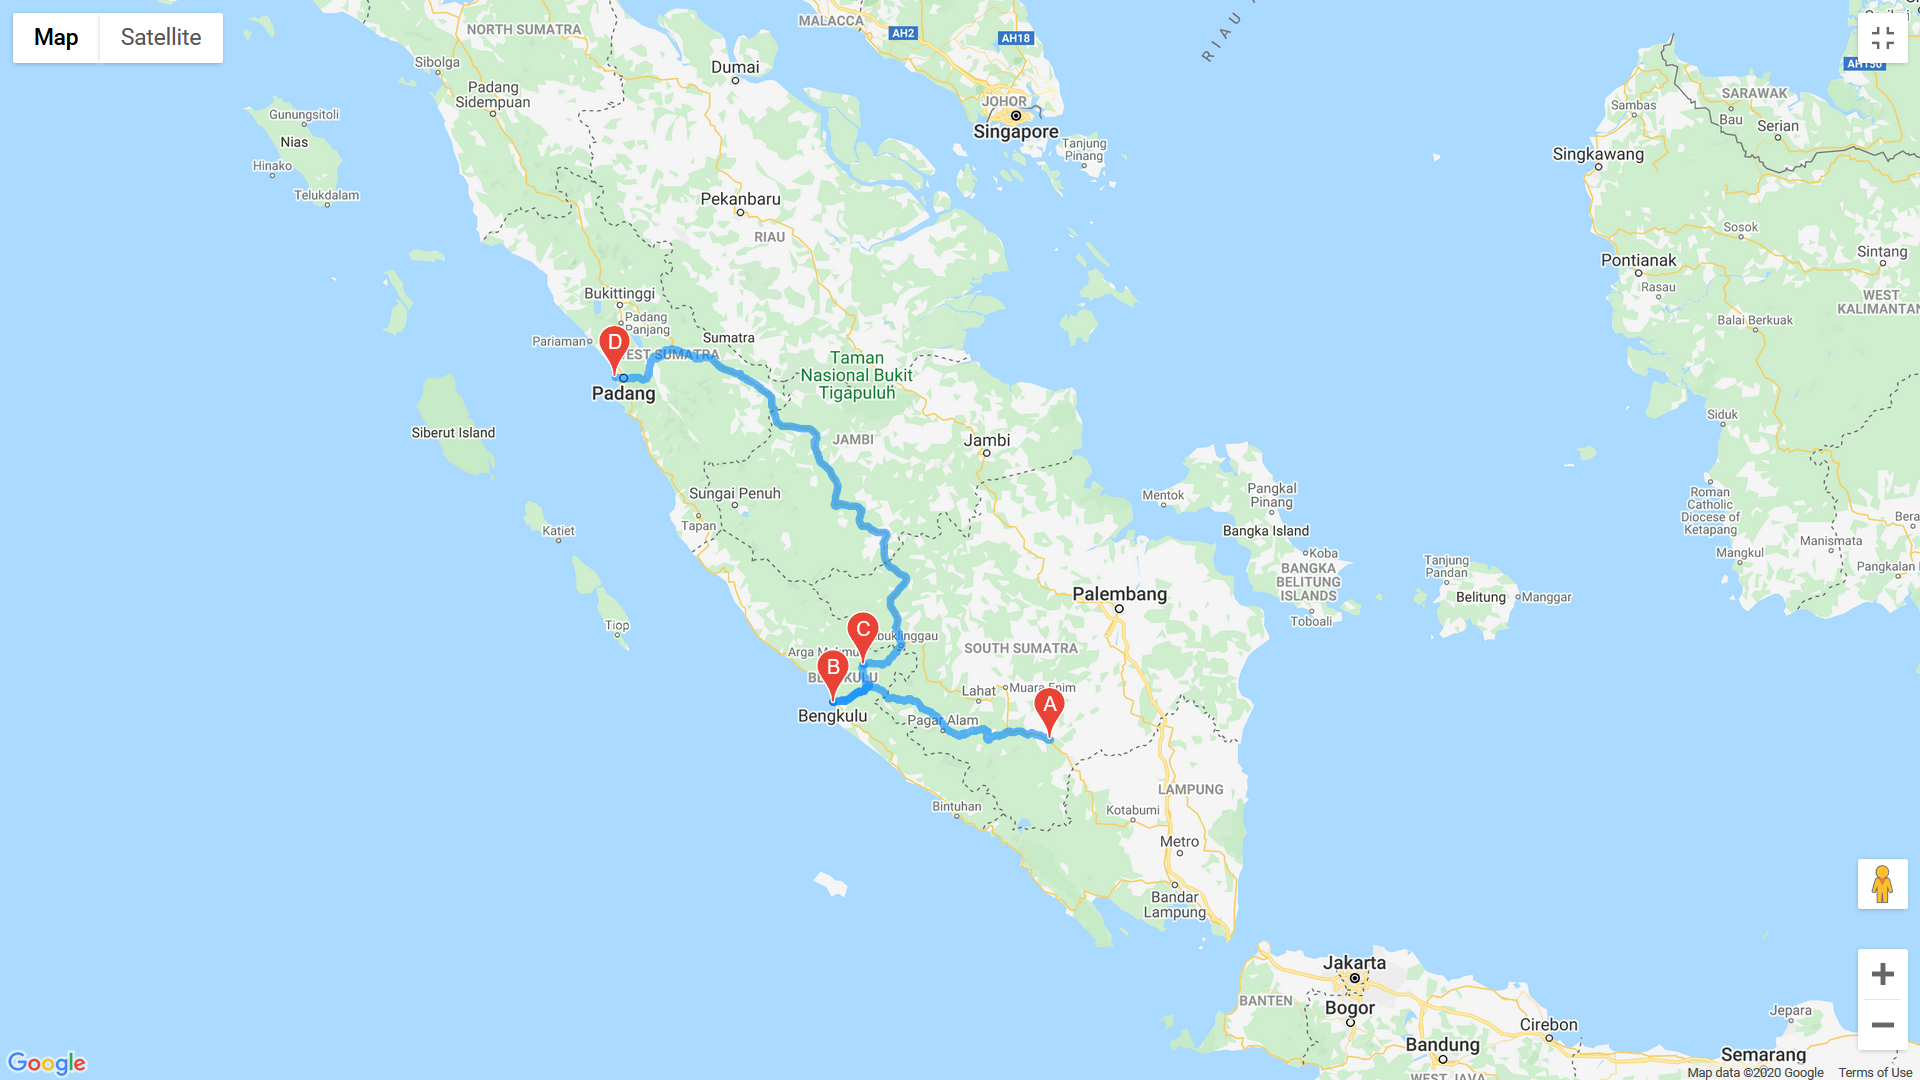 Map
Satellite
NORTH SUMATRA
MALACCA
AH2
AH18
RIAU
AH150
Sibolga
Dumai
Padang
Sidempuan
JOHOR
Singapore
Gunungsitoli
Nias
Hinako
Telukdalam
Tanjung
Pinang
SARAWAK
Sambas
Bau
Serian
Singkawang
Pekanbaru
RIAU
Sosok
Sintang
Pontianak
Rasau
WEST
KALIMANTAN
Balai Berkuak
Bukittinggi
Padang
Panjang
Pariaman
D
EST SUMATRA
Sumatra
Padang
Taman
Nasional Bukit
Tigapuluh
Siberut Island
JAMBI
Jambi
Siduk
Sungai Penuh
Tapan
Katiet
Mentok
Pangkal
Pinang
Bangka Island
Roman
Catholic
Diocese of
Ketapang
Bera
Manismata
Mangkul
Pangkalan
Koba
BANGKA
BELITUNG
ISLANDS
Toboali
Tanjung
Pandan
Belitung
Manggar
Palembang
Tiop
C
buklinggau
Arga Makmu
B
BENGKULU
Bengkulu
SOUTH SUMATRA
Lahat
Muara Enim
A
Pagar Alam
LAMPUNG
Bintuhan
Kotabumi
Metro
Bandar
Lampung
Jakarta
BANTEN
Bogor
Cirebon
Jepara
Bandung
Semarang
WEST JAVA
Google
Map data ©2020 Google
Terms of Use